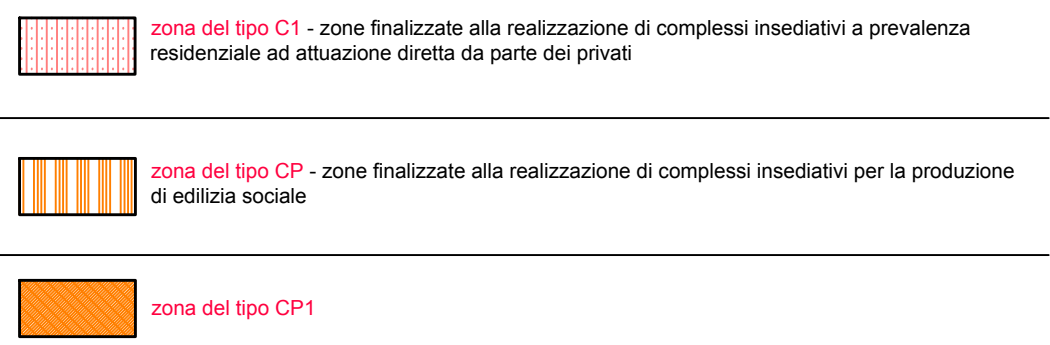 zona del tipo C1 - zone finalizzate alla realizzazione di complessi insediativi a prevalenza
residenziale ad attuazione diretta da parte dei privati
zona del tipo CP - zone finalizzate alla realizzazione di complessi insediativi per la produzione
di edilizia sociale
zona del tipo CP1